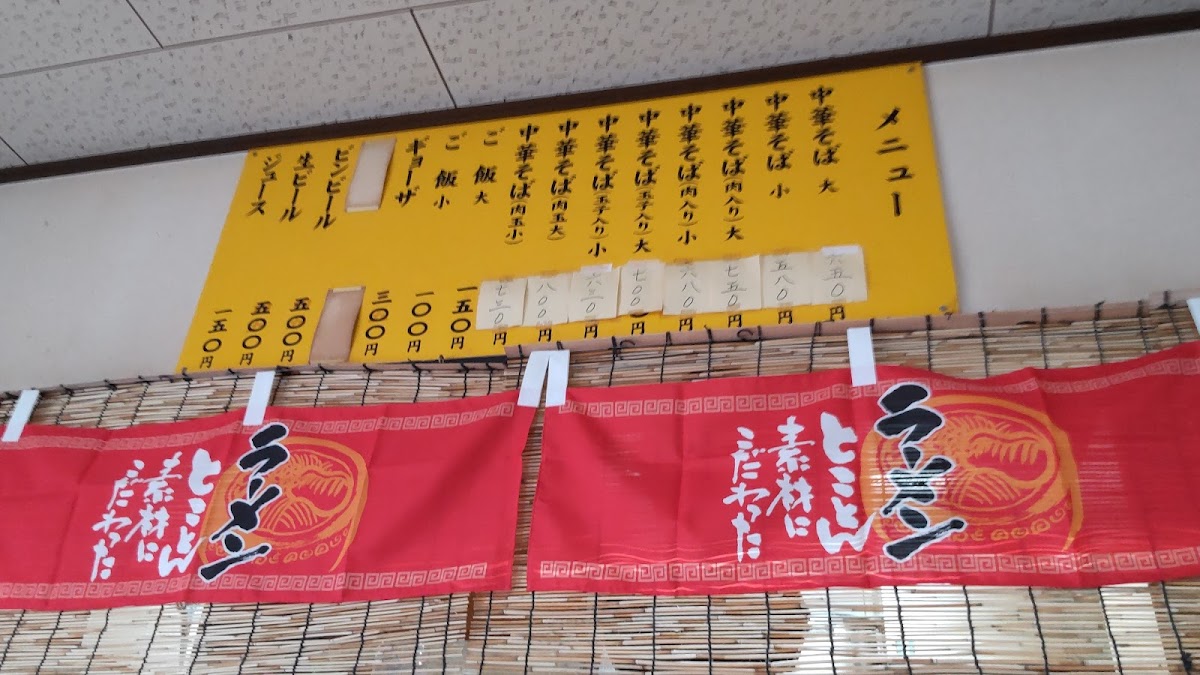 メニュー
中華そば 大 六五〇円
中華そば 小 五八〇円
中華そば(肉入り)大 七五〇円
中華そば(肉入り)小 六八〇円
中華そば(玉子入り)大 七〇〇円
中華そば(玉子入り)小 六三〇円
中華そば(肉玉大) 八〇〇円
中華そば(肉玉小) 七三〇円
ご飯 大 一五〇円
ご飯 小 一〇〇円
ギョーザ 三〇〇円
ビンビール 五〇〇円
生ビール 五〇〇円
ジュース 一五〇円
ラーメン
とことん
素材に
こだわった
ラーメン
とことん
素材に
こだわった